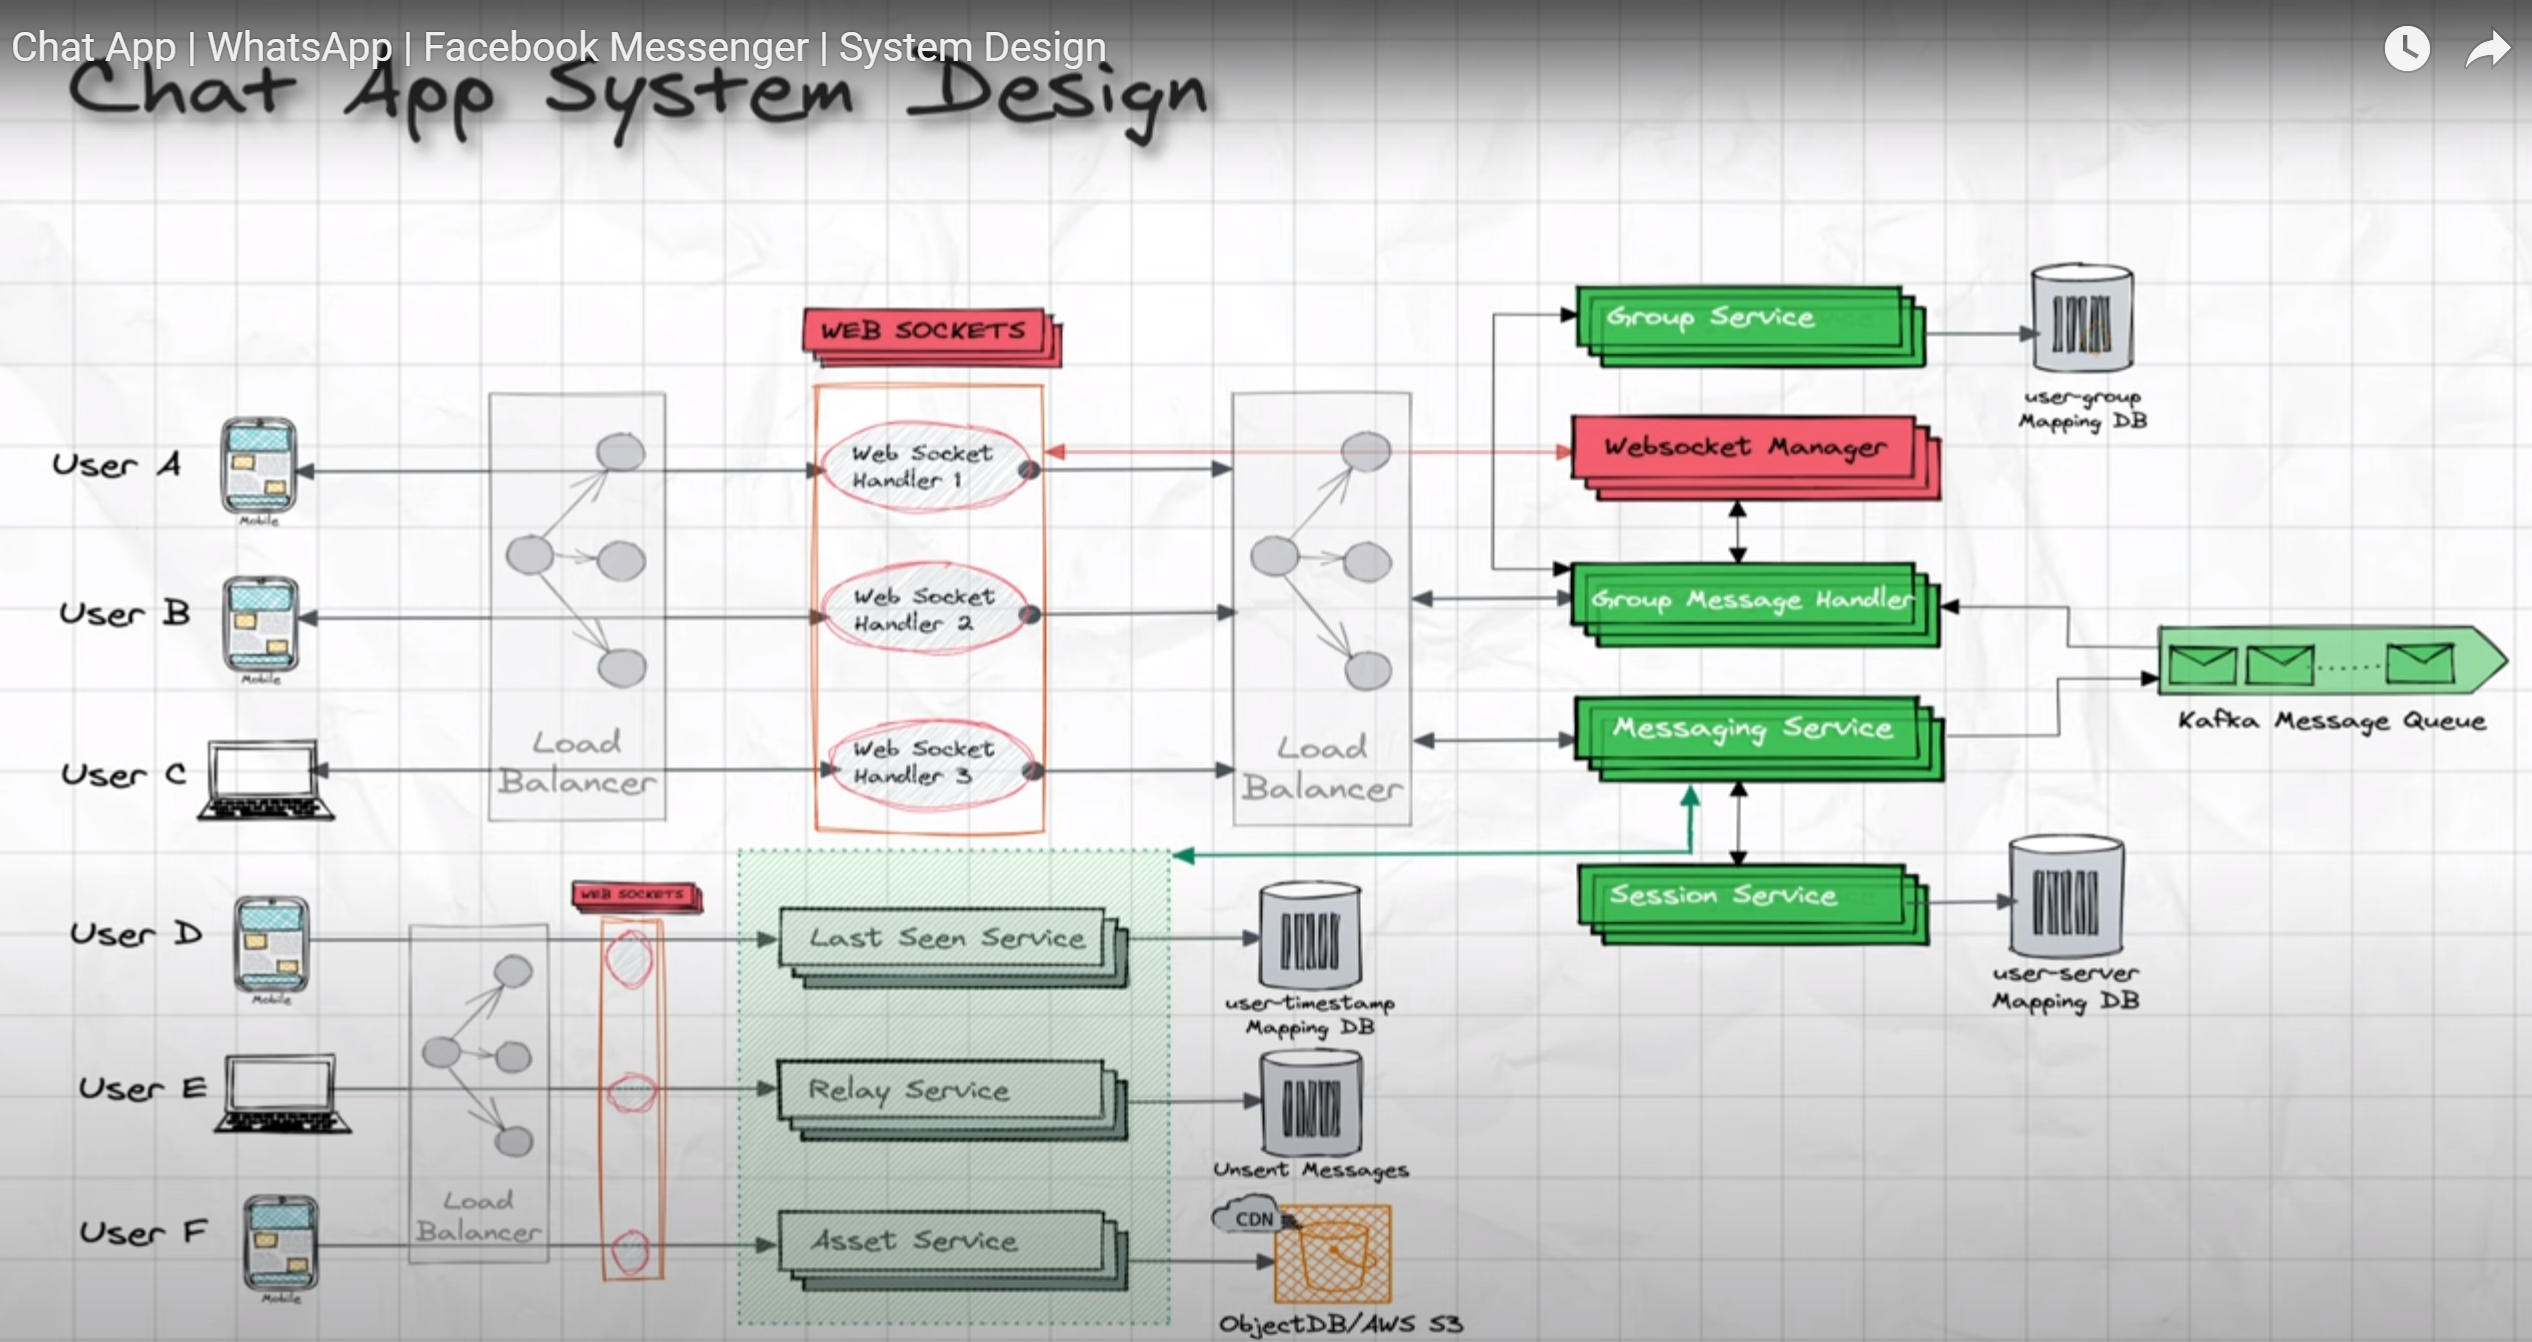 Chat App | WhatsApp | Facebook Messenger | System Design
Chat App System Design
WEB SOCKETS
Group Service
user-group
Mapping DB
User A
Mobile
Web Socket
Handler 1
Websocket Manager
User B
Mobile
Web Socket
Handler 2
Group Message Handler
Kafka Message Queue
User C
Load
Balancer
Web Socket
Handler 3
Load
Balancer
Messaging Service
User D
Mobile
WEB SOCKETS
Last Seen Service
user-timestamp
Mapping DB
Session Service
user-server
Mapping DB
User E
Relay Service
Unsent Messages
User F
Mobile
Load
Balancer
Asset Service
CDN
ObjectDB/AWS S3